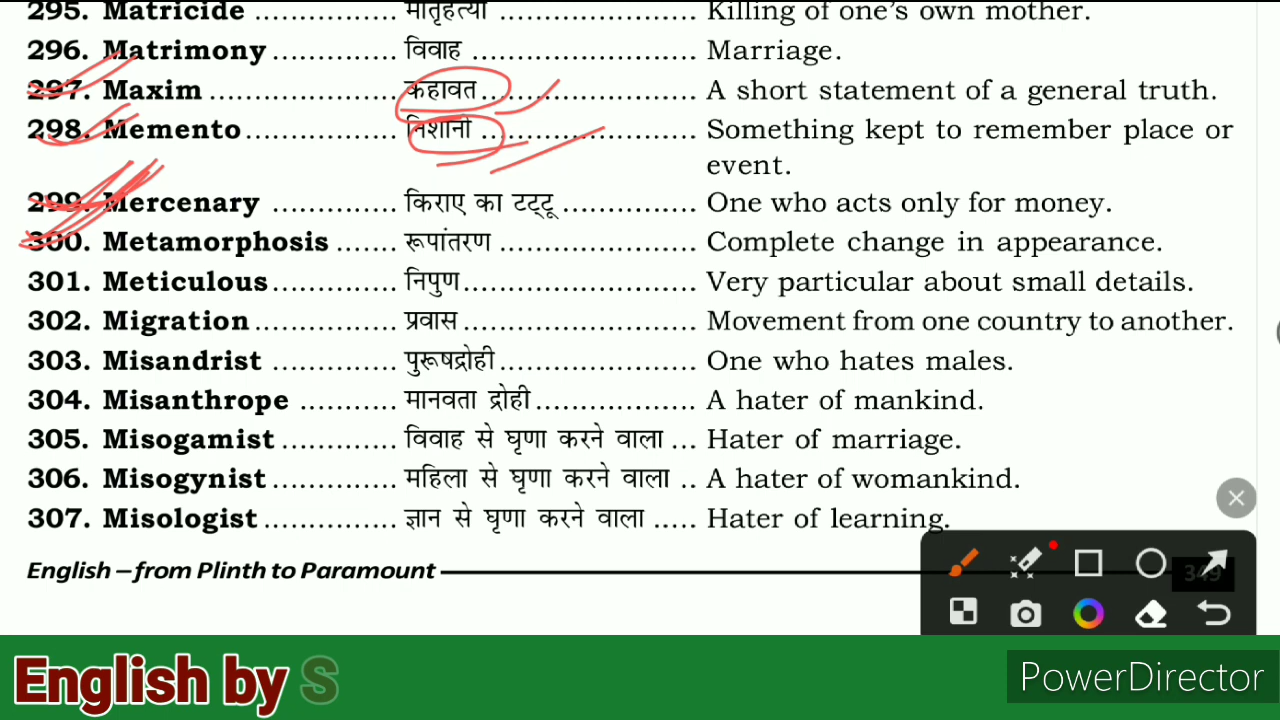 295. Matricide .............. मातृहत्या ..................... Killing of one's own mother.
296. Matrimony ............. विवाह ....................... Marriage.
297. Maxim .................... कहावत ....................... A short statement of a general truth.
298. Memento ................ निशानी ........................ Something kept to remember place or
event.
299. Mercenary ............. किराए का टट्टू ............... One who acts only for money.
300. Metamorphosis ....... रूपांतरण ..................... Complete change in appearance.
301. Meticulous ............. निपुण......................... Very particular about small details.
302. Migration ............... प्रवास ........................ Movement from one country to another.
303. Misandrist ............. पुरूषद्रोही ..................... One who hates males.
304. Misanthrope .......... मानवता द्रोही ................. A hater of mankind.
305. Misogamist ............ विवाह से घृणा करने वाला ... Hater of marriage.
306. Misogynist ............. महिला से घृणा करने वाला .. A hater of womankind.
307. Misologist .............. ज्ञान से घृणा करने वाला ..... Hater of learning.
English – from Plinth to Paramount 349
English by S
PowerDirector